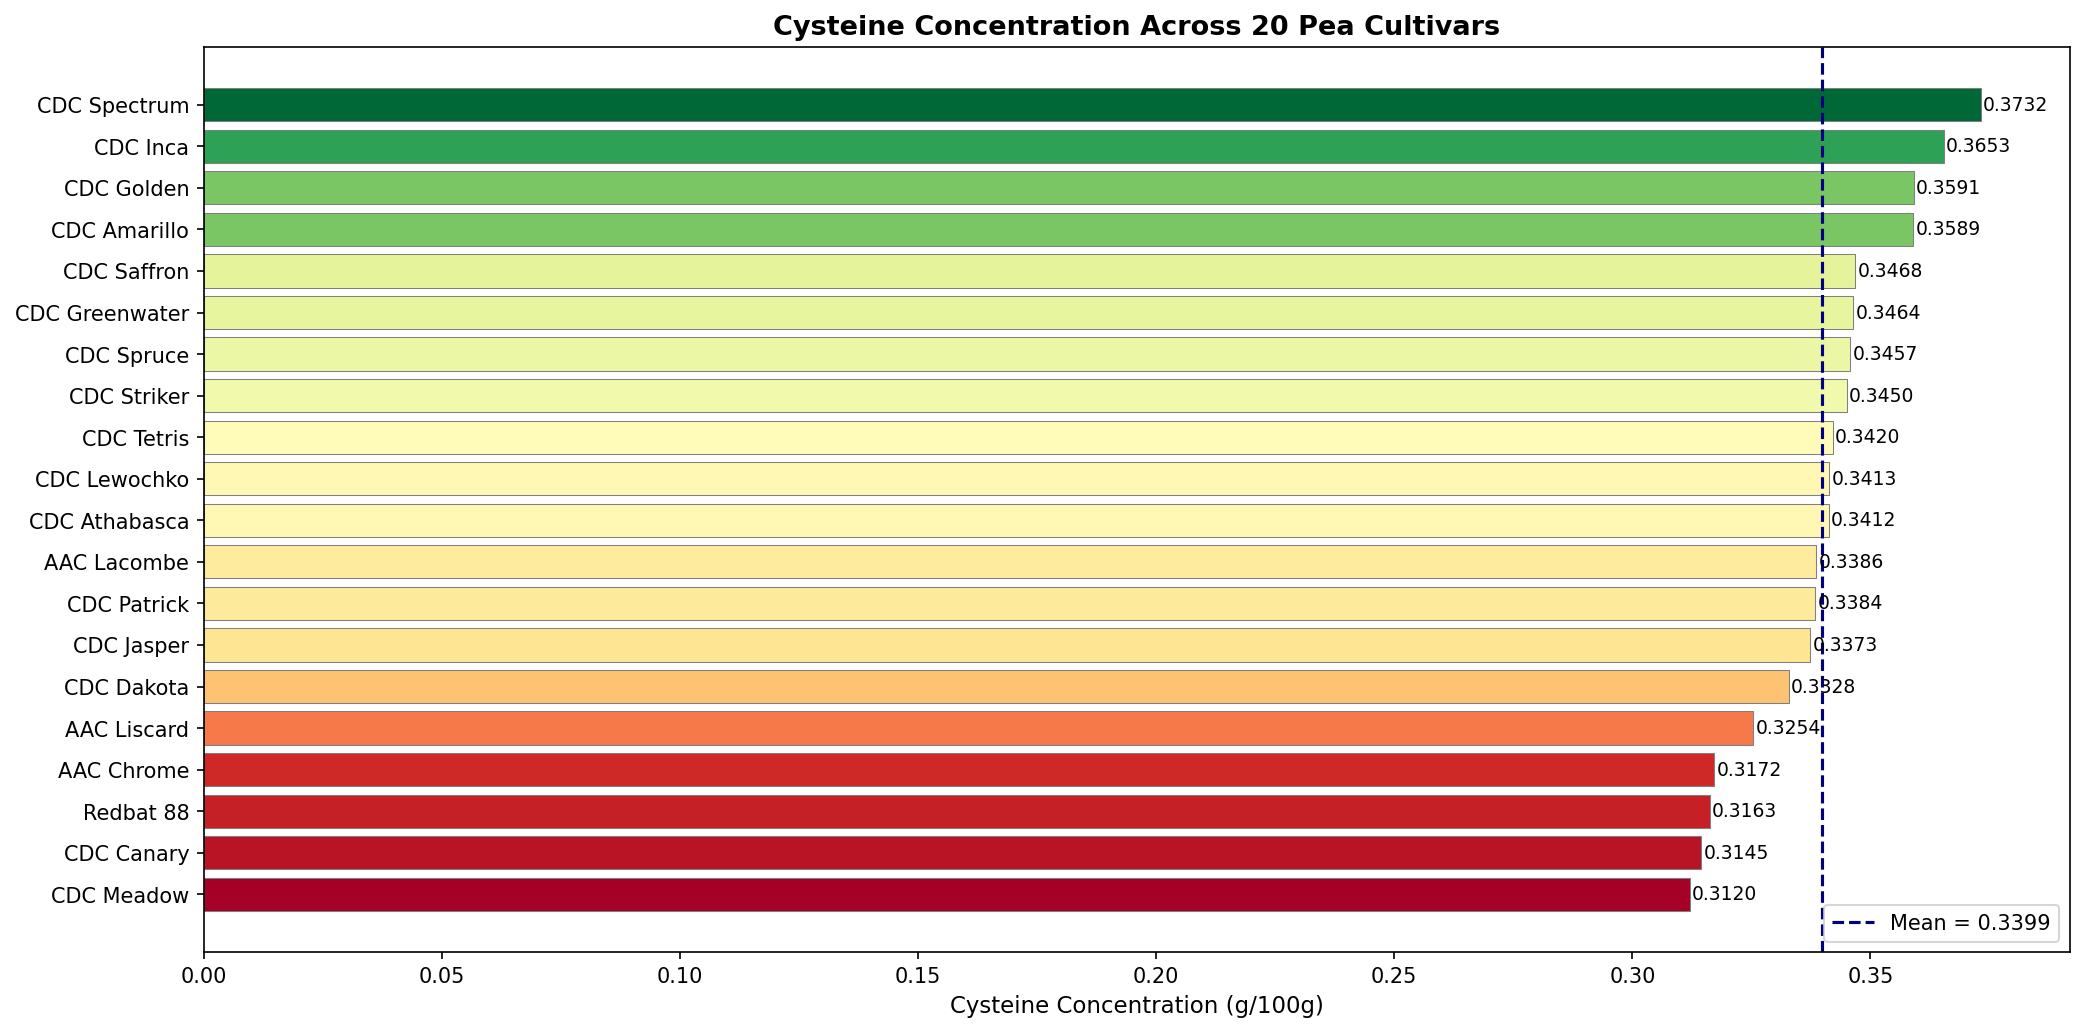 Cysteine Concentration Across 20 Pea Cultivars
CDC Spectrum 0.3732
CDC Inca 0.3653
CDC Golden 0.3591
CDC Amarillo 0.3589
CDC Saffron 0.3468
CDC Greenwater 0.3464
CDC Spruce 0.3457
CDC Striker 0.3450
CDC Tetris 0.3420
CDC Lewochko 0.3413
CDC Athabasca 0.3412
AAC Lacombe 0.3386
CDC Patrick 0.3384
CDC Jasper 0.3373
CDC Dakota 0.3328
AAC Liscard 0.3254
AAC Chrome 0.3172
Redbat 88 0.3163
CDC Canary 0.3145
CDC Meadow 0.3120
Mean = 0.3399
0.00 0.05 0.10 0.15 0.20 0.25 0.30 0.35
Cysteine Concentration (g/100g)